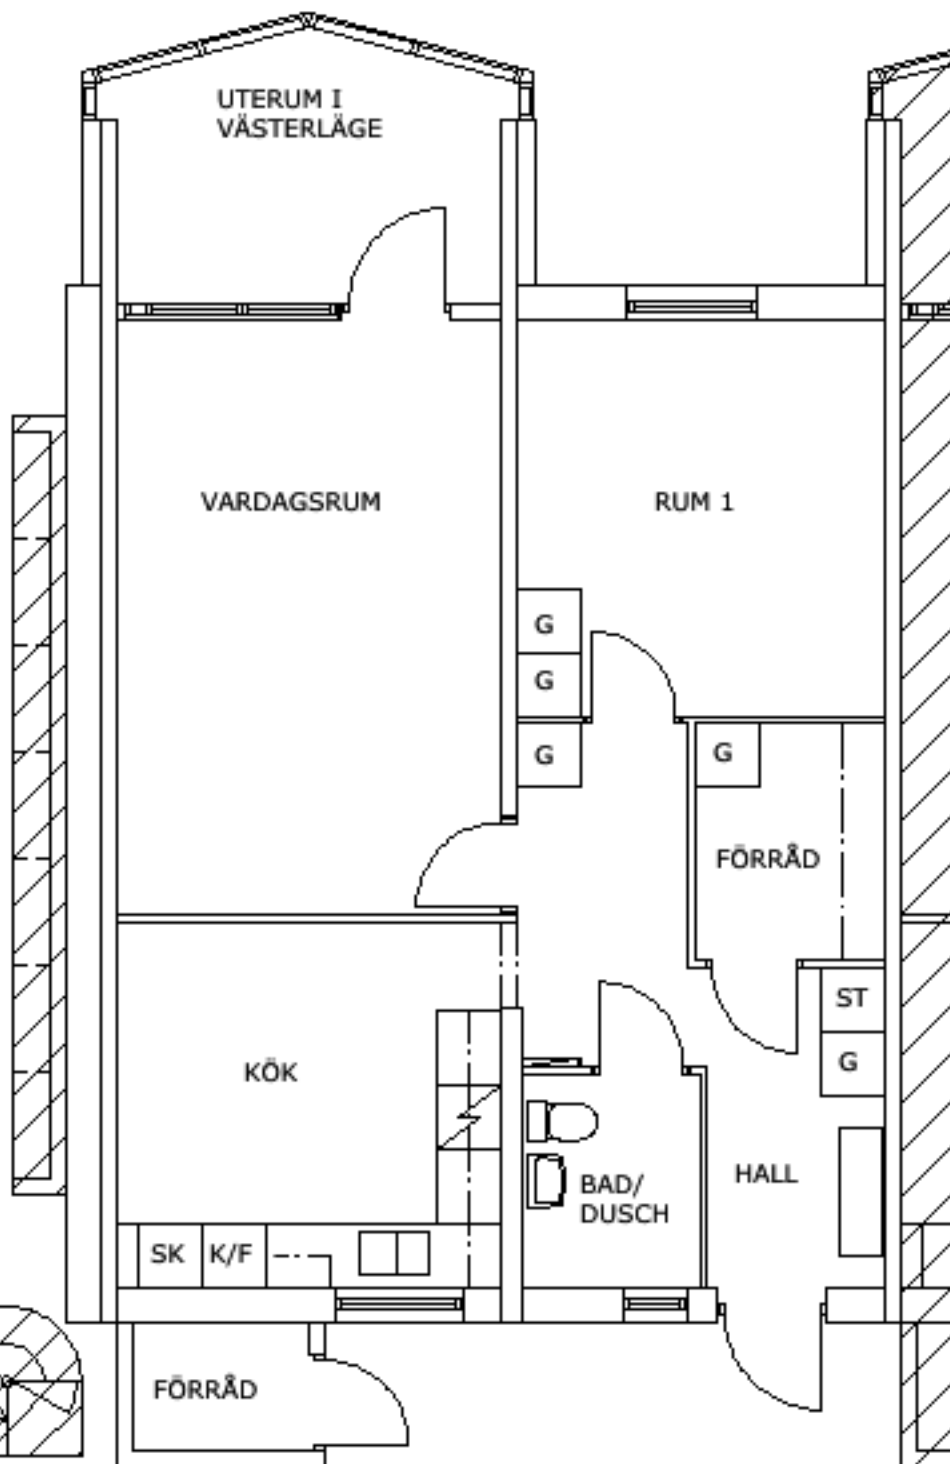 UTERUM I
VÄSTERLÄGE
VARDAGSRUM
RUM 1
G
G
G
G
FÖRRÅD
ST
G
KÖK
HALL
BAD/
DUSCH
SK
K/F
FÖRRÅD